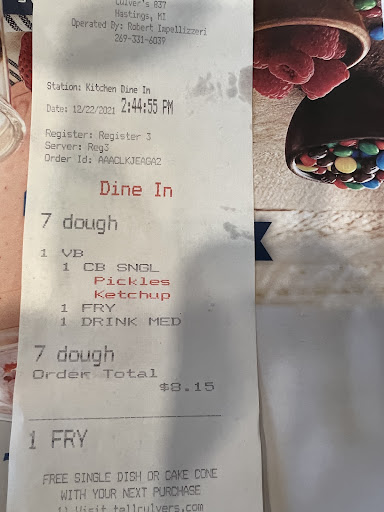 Culver's 037
Hastings, MI
Operated By: Robert Impellizzeri
269-331-6039
Station: Kitchen Dine In
Date: 12/22/2021 2:44:55 PM
Register: Register 3
Server: Reg3
Order Id: AAACLKJEAGA2
Dine In
7 dough
1 VB
1 CB SNGL
Pickles
Ketchup
1 FRY
1 DRINK MED
7 dough
Order Total
$8.15
1 FRY
FREE SINGLE DISH OR CAKE CONE
WITH YOUR NEXT PURCHASE
Visit tellculvers.com